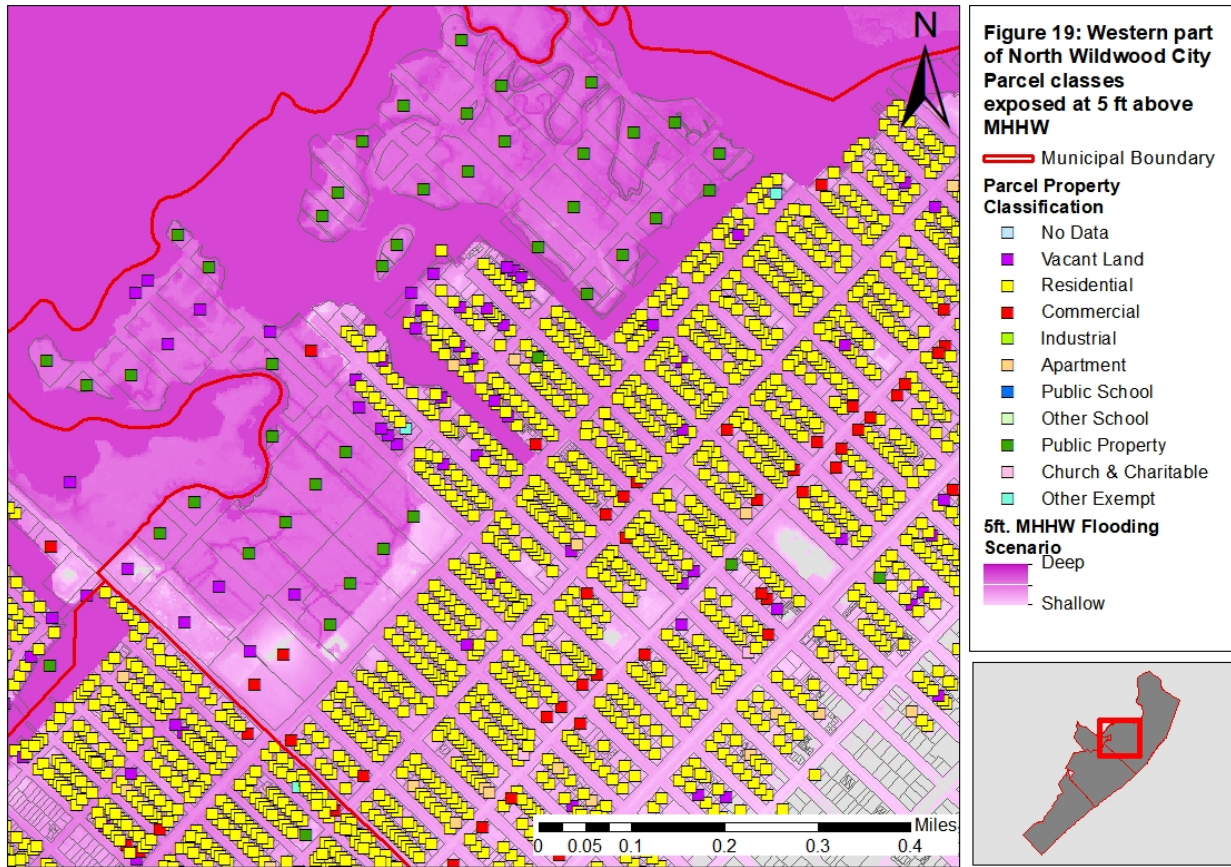 N
Figure 19: Western part
of North Wildwood City
Parcel classes
exposed at 5 ft above
MHHW
Municipal Boundary
Parcel Property
Classification
No Data
Vacant Land
Residential
Commercial
Industrial
Apartment
Public School
Other School
Public Property
Church & Charitable
Other Exempt
5ft. MHHW Flooding
Scenario
Deep
Shallow
Miles
0 0.05 0.1 0.2 0.3 0.4